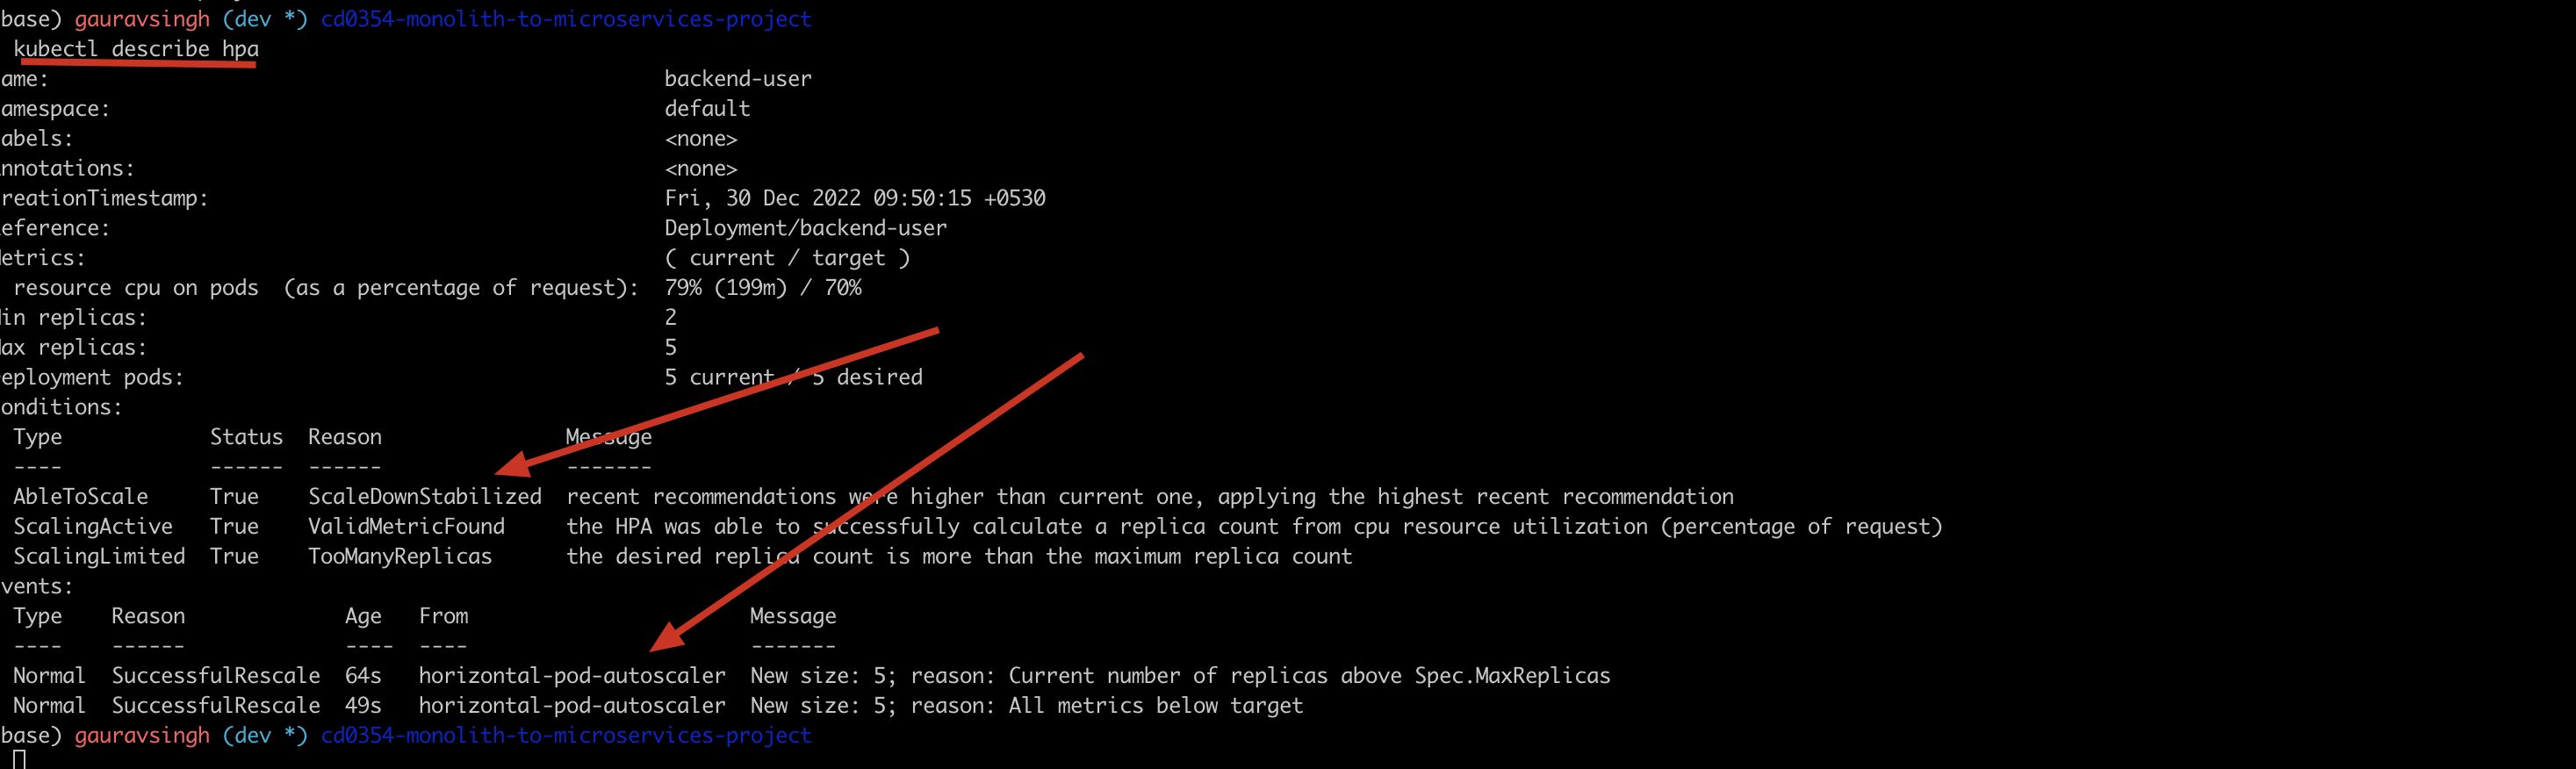 base) gauravsingh (dev *) cd0354-monolith-to-microservices-project
kubectl describe hpa
ame: backend-user
amespace: default
abels: <none>
nnotations: <none>
reationTimestamp: Fri, 30 Dec 2022 09:50:15 +0530
eference: Deployment/backend-user
etrics: ( current / target )
resource cpu on pods (as a percentage of request): 79% (199m) / 70%
in replicas: 2
ax replicas: 5
eployment pods: 5 current / 5 desired
onditions:
Type Status Reason Message
---- ------ ------ -------
AbleToScale True ScaleDownStabilized recent recommendations were higher than current one, applying the highest recent recommendation
ScalingActive True ValidMetricFound the HPA was able to successfully calculate a replica count from cpu resource utilization (percentage of request)
ScalingLimited True TooManyReplicas the desired replica count is more than the maximum replica count
vents:
Type Reason Age From Message
---- ------ ---- ---- -------
Normal SuccessfulRescale 64s horizontal-pod-autoscaler New size: 5; reason: Current number of replicas above Spec.MaxReplicas
Normal SuccessfulRescale 49s horizontal-pod-autoscaler New size: 5; reason: All metrics below target
base) gauravsingh (dev *) cd0354-monolith-to-microservices-project